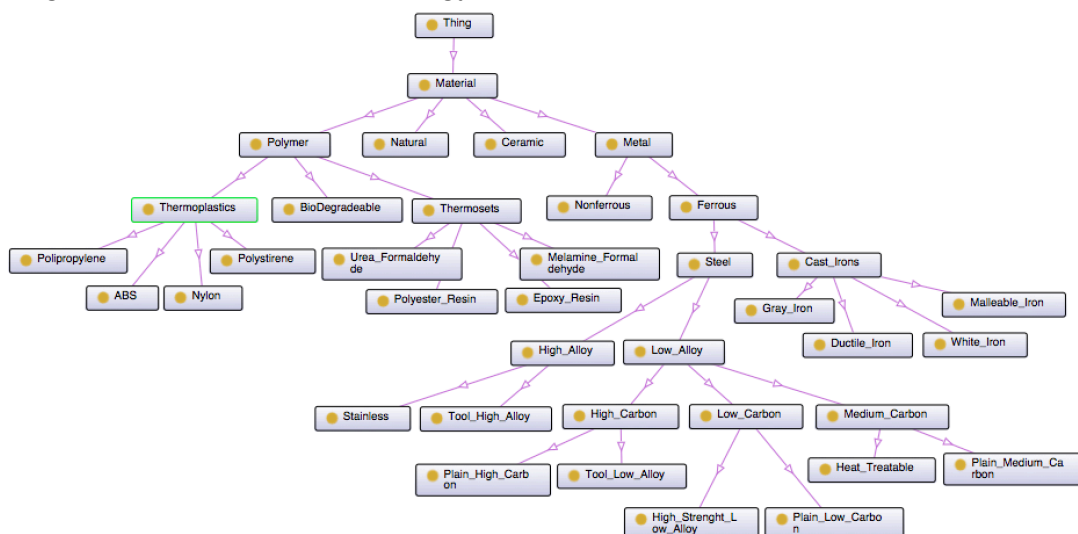 Thing
Material
Polymer
Natural
Ceramic
Metal
Thermoplastics
BioDegradeable
Thermosets
Nonferrous
Ferrous
Polipropylene
Polystirene
Urea_Formaldehy
de
Melamine_Formal
dehyde
Steel
Cast_Irons
ABS
Nylon
Polyester_Resin
Epoxy_Resin
Gray_Iron
Malleable_Iron
Ductile_Iron
White_Iron
High_Alloy
Low_Alloy
Stainless
Tool_High_Alloy
High_Carbon
Low_Carbon
Medium_Carbon
Plain_High_Carb
on
Tool_Low_Alloy
Heat_Treatable
Plain_Medium_Ca
rbon
High_Strenght_L
ow_Alloy
Plain_Low_Carbo
n